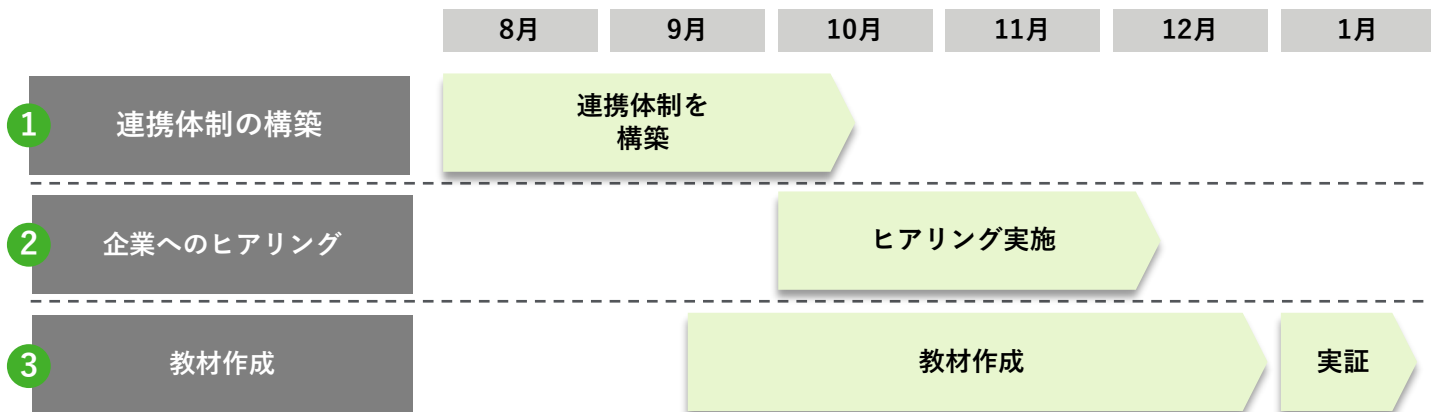 8月 9月 10月 11月 12月 1月
1 連携体制の構築
連携体制を
構築
2 企業へのヒアリング ヒアリング実施
3 教材作成 教材作成 実証